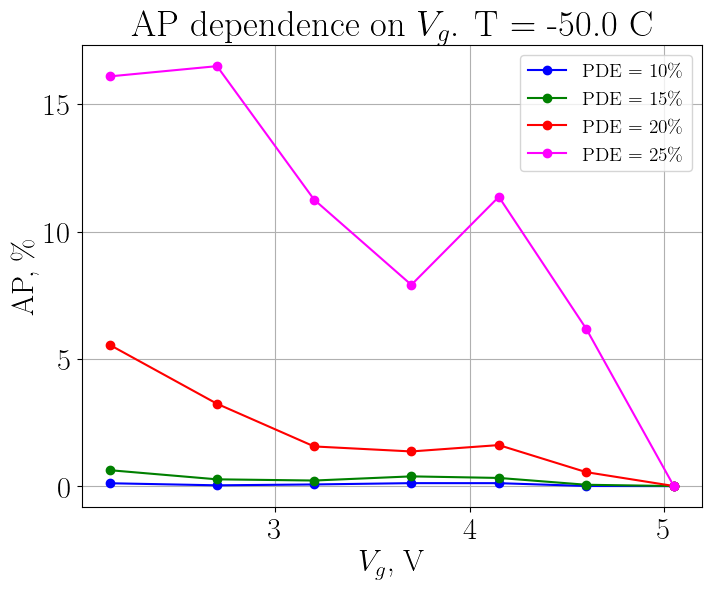 AP dependence on V_g. T = -50.0 C
PDE = 10%
PDE = 15%
PDE = 20%
PDE = 25%
15
10
5
0
AP, %
3 4 5
V_g, V